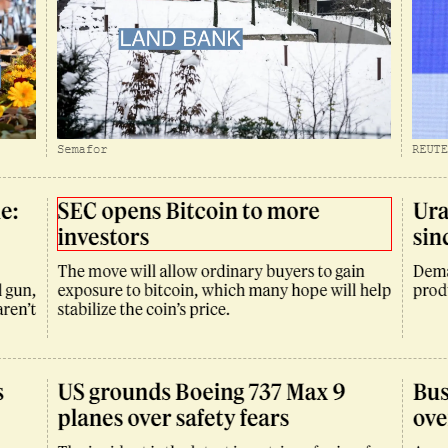 LAND BANK
Semafor
REUTE
e:
SEC opens Bitcoin to more
investors
Ura
sinc
The move will allow ordinary buyers to gain
exposure to bitcoin, which many hope will help
stabilize the coin's price.
l gun,
aren't
Dema
prod
s
US grounds Boeing 737 Max 9
planes over safety fears
Bus
ove